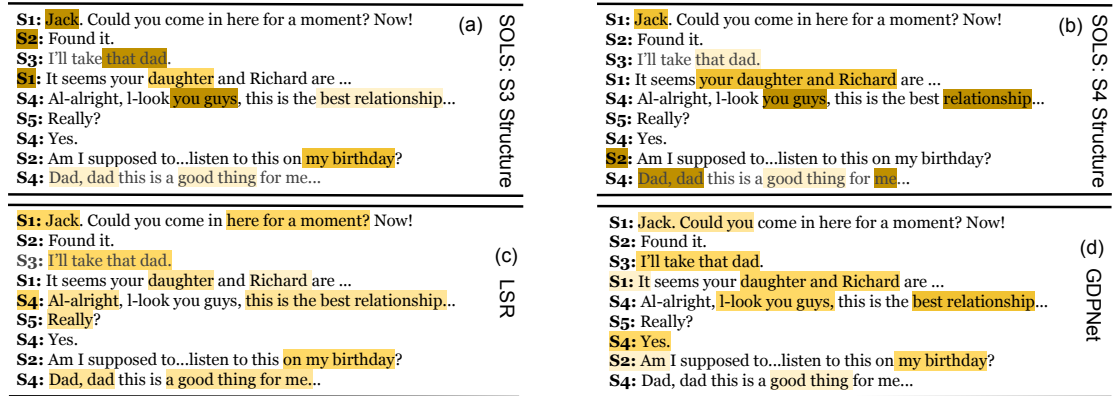 S1: Jack. Could you come in here for a moment? Now!
S2: Found it.
S3: I'll take that dad.
S1: It seems your daughter and Richard are ...
S4: Al-alright, l-look you guys, this is the best relationship...
S5: Really?
S4: Yes.
S2: Am I supposed to...listen to this on my birthday?
S4: Dad, dad this is a good thing for me...
(a)
SOLS: S3 Structure
S1: Jack. Could you come in here for a moment? Now!
S2: Found it.
S3: I'll take that dad.
S1: It seems your daughter and Richard are ...
S4: Al-alright, l-look you guys, this is the best relationship...
S5: Really?
S4: Yes.
S2: Am I supposed to...listen to this on my birthday?
S4: Dad, dad this is a good thing for me...
(b)
SOLS: S4 Structure
S1: Jack. Could you come in here for a moment? Now!
S2: Found it.
S3: I'll take that dad.
S1: It seems your daughter and Richard are ...
S4: Al-alright, l-look you guys, this is the best relationship...
S5: Really?
S4: Yes.
S2: Am I supposed to...listen to this on my birthday?
S4: Dad, dad this is a good thing for me...
(c)
LSR
S1: Jack. Could you come in here for a moment? Now!
S2: Found it.
S3: I'll take that dad.
S1: It seems your daughter and Richard are ...
S4: Al-alright, l-look you guys, this is the best relationship...
S5: Really?
S4: Yes.
S2: Am I supposed to...listen to this on my birthday?
S4: Dad, dad this is a good thing for me...
(d)
GDPNet